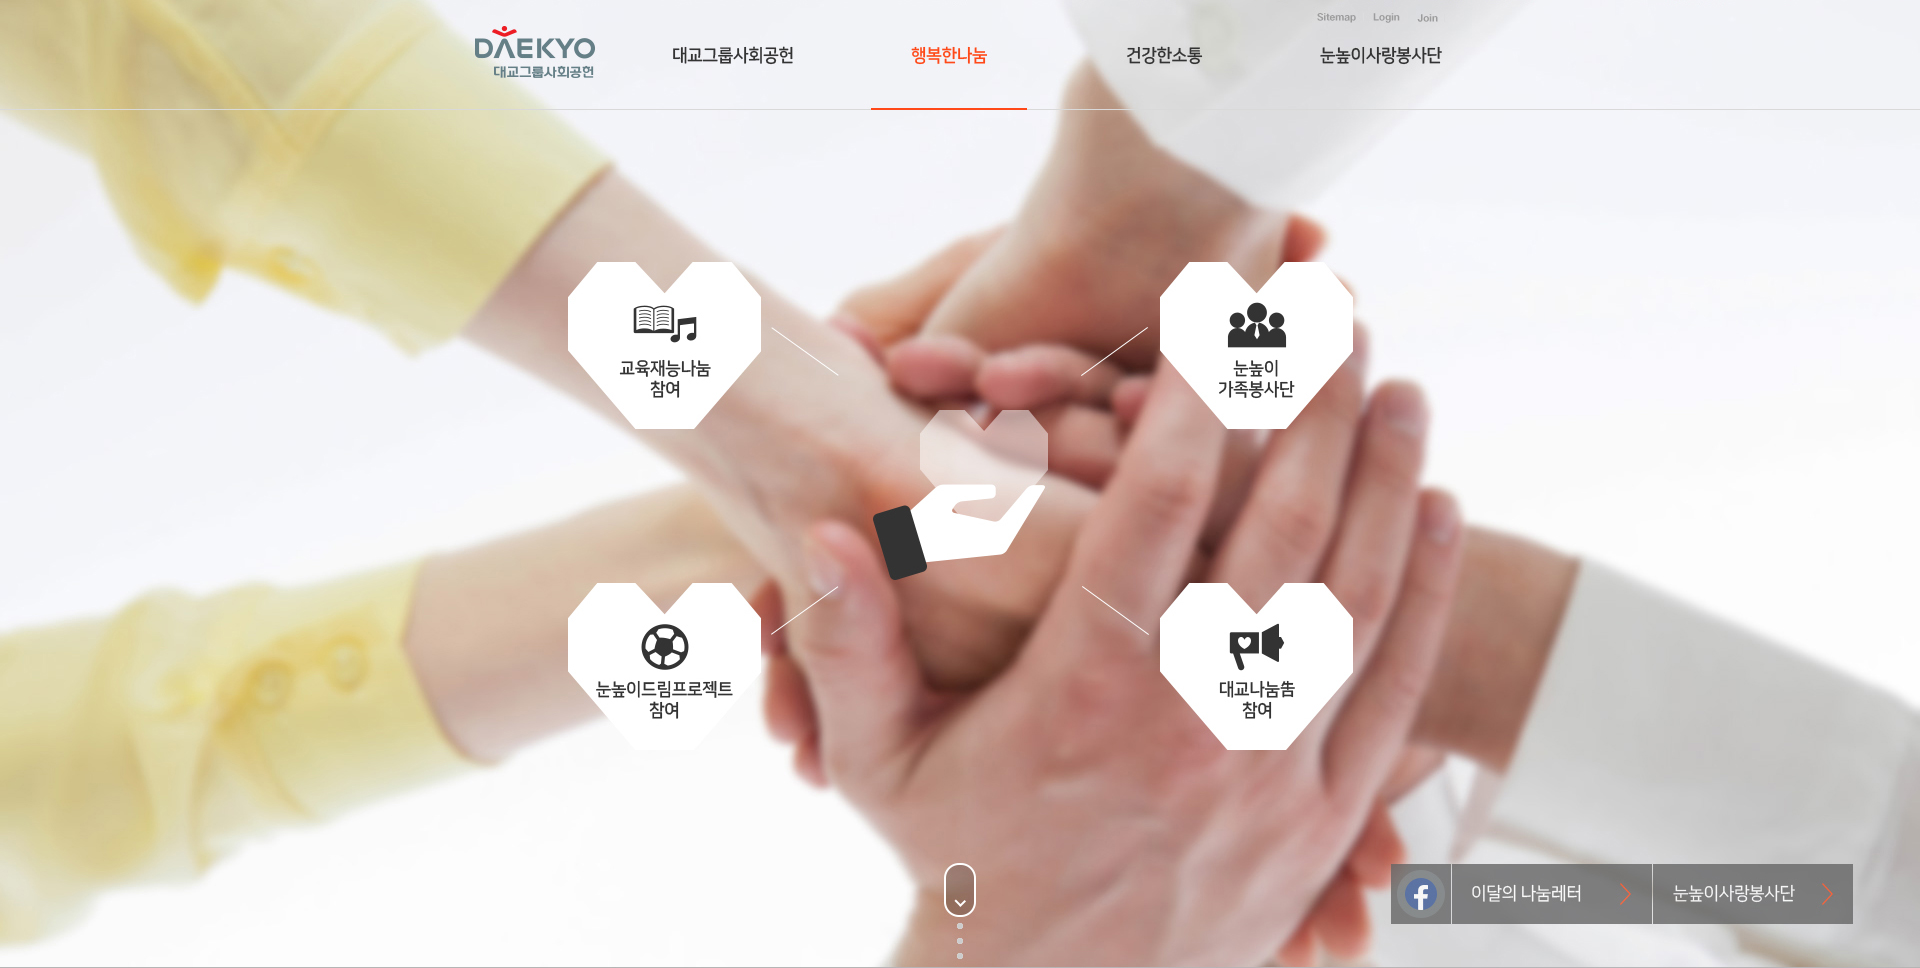 Sitemap Login Join
DAEKYO
대교그룹사회공헌
대교그룹사회공헌 행복한나눔 건강한소통 눈높이사랑봉사단
교육재능나눔
참여
눈높이
가족봉사단
눈높이드림프로젝트
참여
대교나눔告
참여
이달의 나눔레터
눈높이사랑봉사단